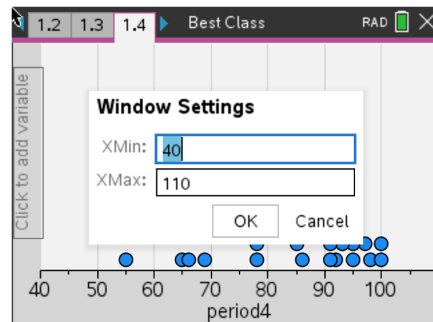 1.2 1.3 1.4 Best Class RAD
Click to add variable
Window Settings
XMin: 40
XMax: 110
OK Cancel
40 50 60 70 80 90 100
period4